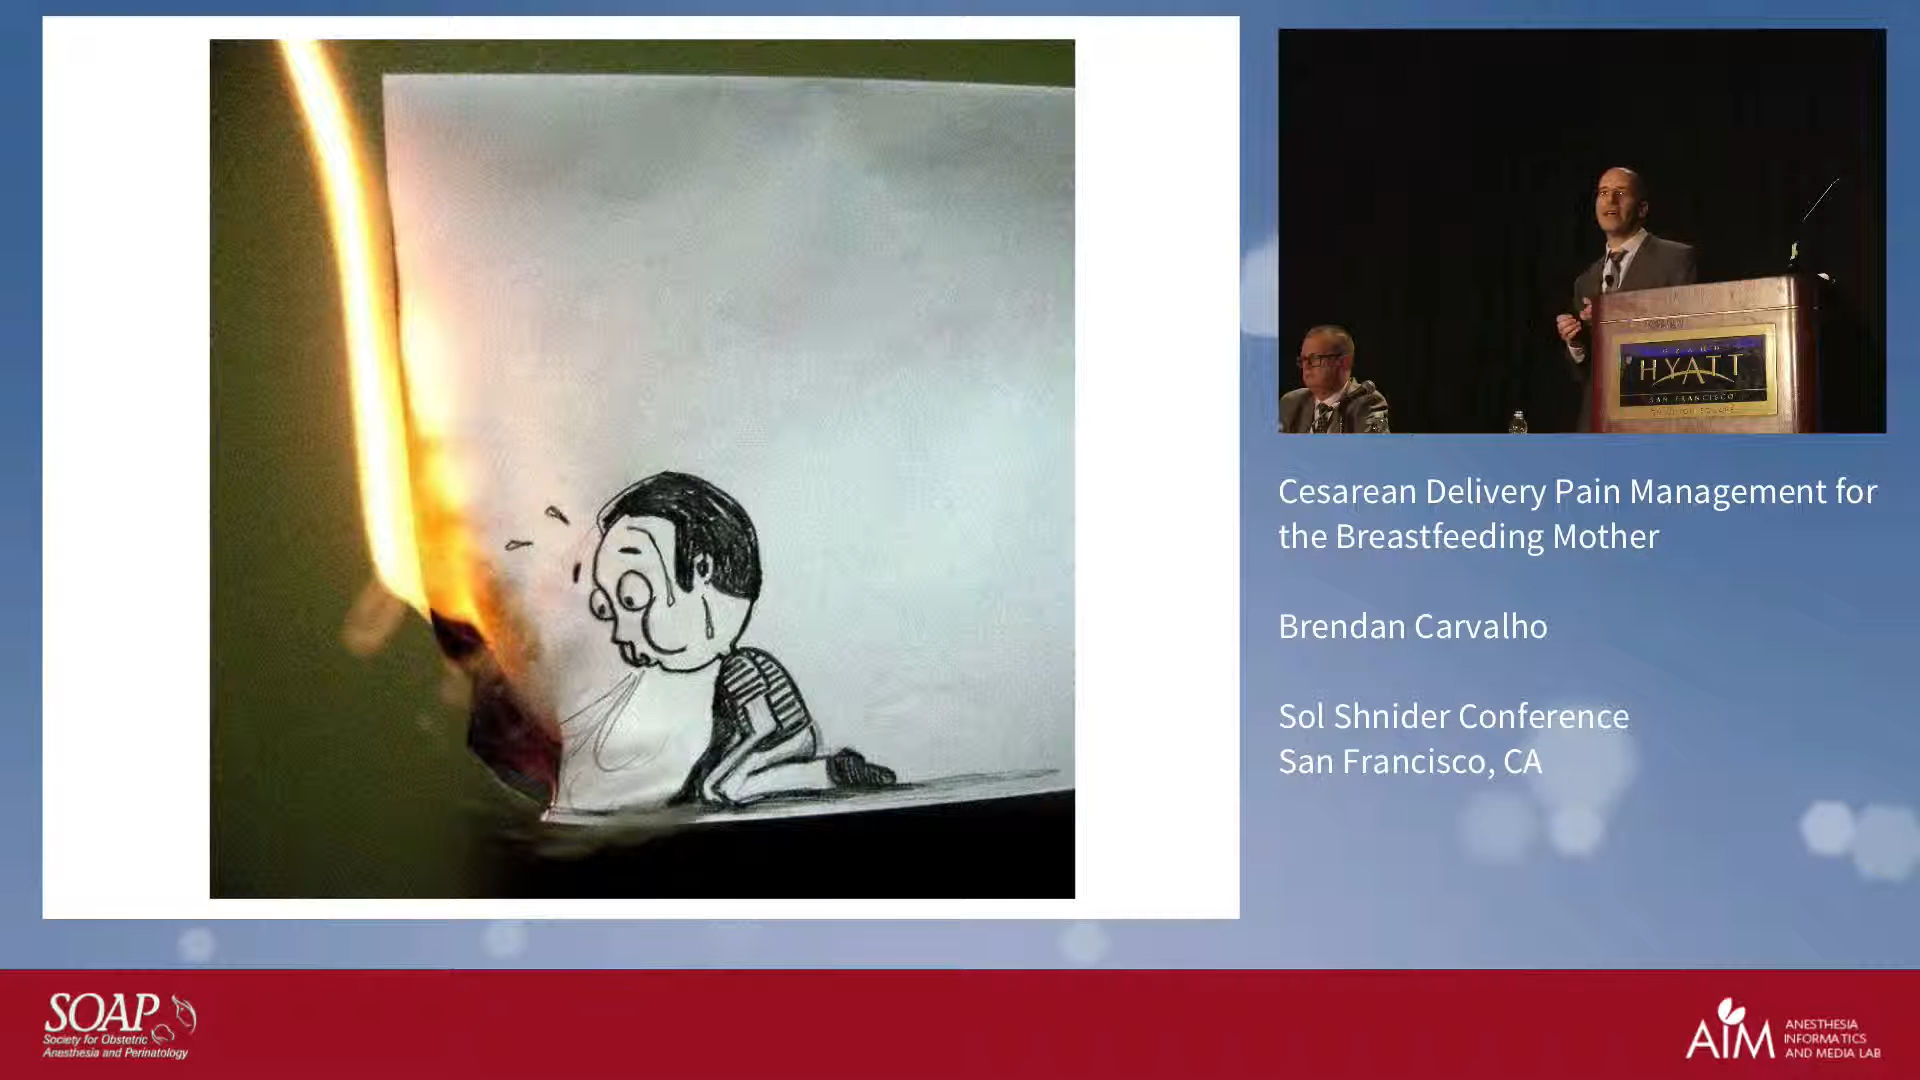 GRAND
HYATT
SAN FRANCISCO
Cesarean Delivery Pain Management for
the Breastfeeding Mother
Brendan Carvalho
Sol Shnider Conference
San Francisco, CA
SOAP
Society for Obstetric
Anesthesia and Perinatology
AIM
ANESTHESIA
INFORMATICS
AND MEDIA LAB